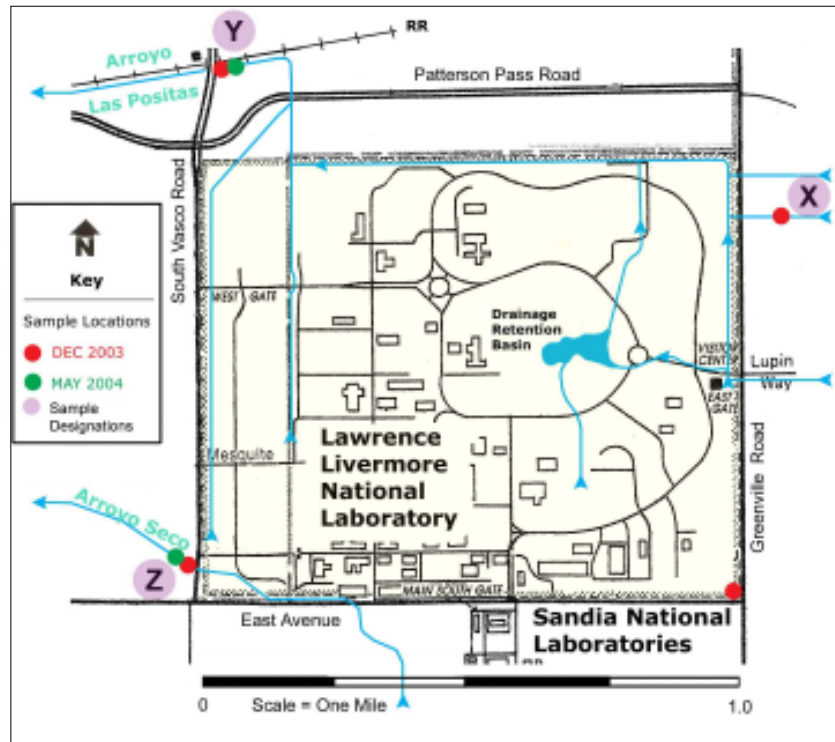 Y
RR
Arroyo
Las Positas
Patterson Pass Road
X
N
Key
Sample Locations
DEC 2003
MAY 2004
Sample
Designations
South Vasco Road
WEST GATE
Drainage
Retention
Basin
VISITOR
CENTER
Lupin
Way
EAST
GATE
Greenville Road
Mesquite
Lawrence
Livermore
National
Laboratory
Arroyo Seco
Z
MAIN SOUTH GATE
East Avenue
Sandia National
Laboratories
0
Scale = One Mile
1.0